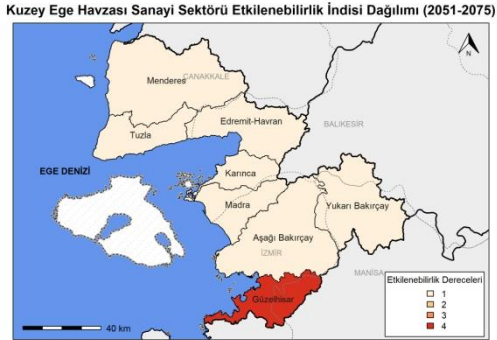 Kuzey Ege Havzası Sanayi Sektörü Etkilenebilirlik İndisi Dağılımı (2051-2075)
N
Menderes
ÇANAKKALE
Edremit-Havran
BALIKESİR
Tuzla
EGE DENİZİ
Karınca
Madra
Yukarı Bakırçay
Aşağı Bakırçay
İZMİR
MANİSA
Güzelhisar
Etkilenebilirlik Dereceleri
1
2
3
4
40 km